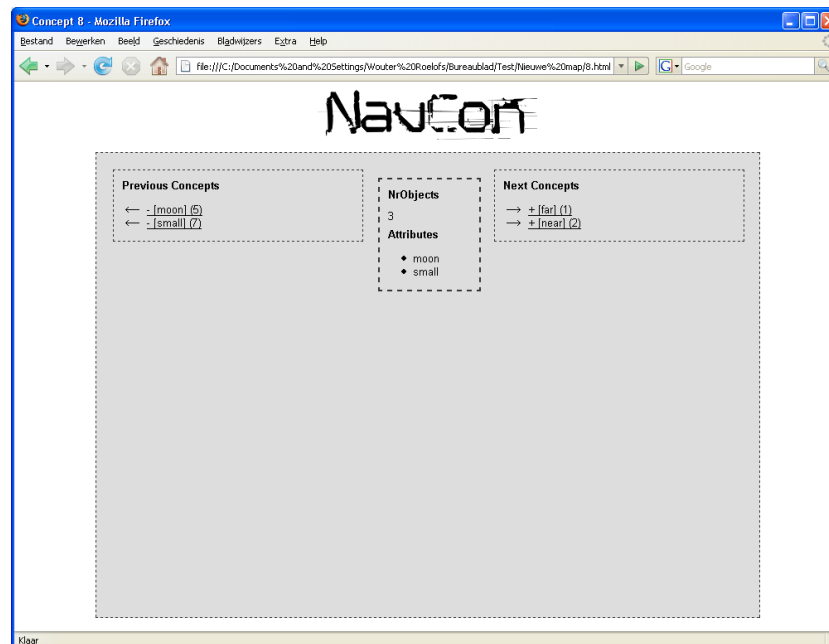 Concept 8 - Mozilla Firefox
Bestand Bewerken Beeld Geschiedenis Bladwijzers Extra Help
file:///C:/Documents%20and%20Settings/Wouter%20Roelofs/Bureaublad/Test/Nieuwe%20map/8.html G Google
NavCon
Previous Concepts
← - [moon] (5)
← - [small] (7)
NrObjects
3
Attributes
• moon
• small
Next Concepts
→ + [far] (1)
→ + [near] (2)
Klaar